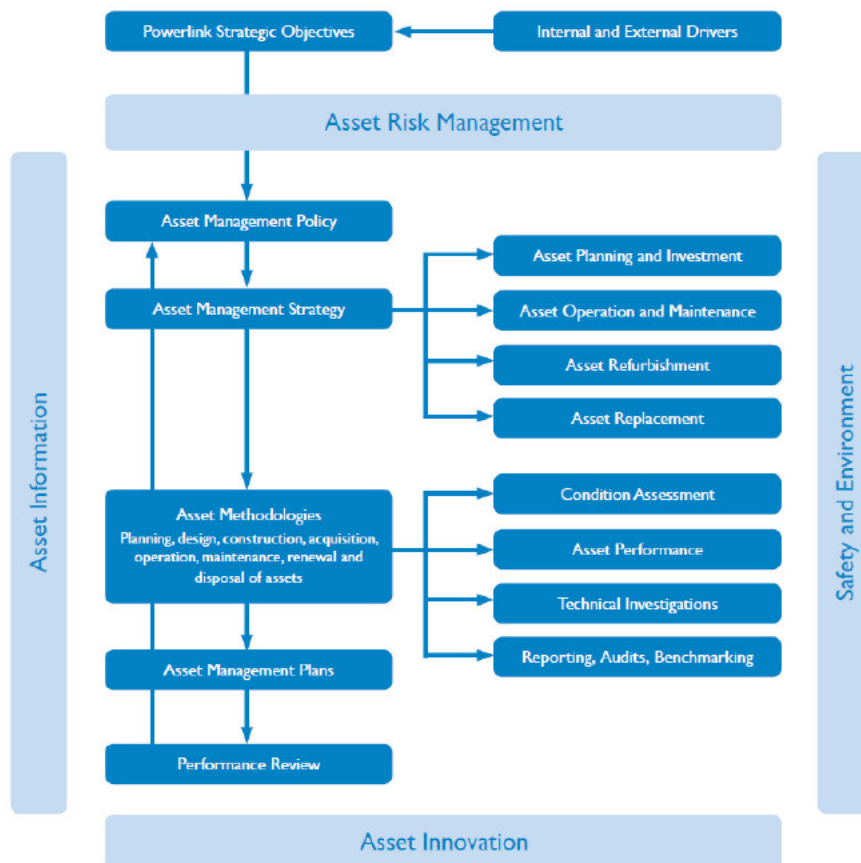 Powerlink Strategic Objectives
Internal and External Drivers
Asset Risk Management
Asset Information
Safety and Environment
Asset Management Policy
Asset Management Strategy
Asset Planning and Investment
Asset Operation and Maintenance
Asset Refurbishment
Asset Replacement
Asset Methodologies
Planning, design, construction, acquisition,
operation, maintenance, renewal and
disposal of assets
Condition Assessment
Asset Performance
Technical Investigations
Reporting, Audits, Benchmarking
Asset Management Plans
Performance Review
Asset Innovation